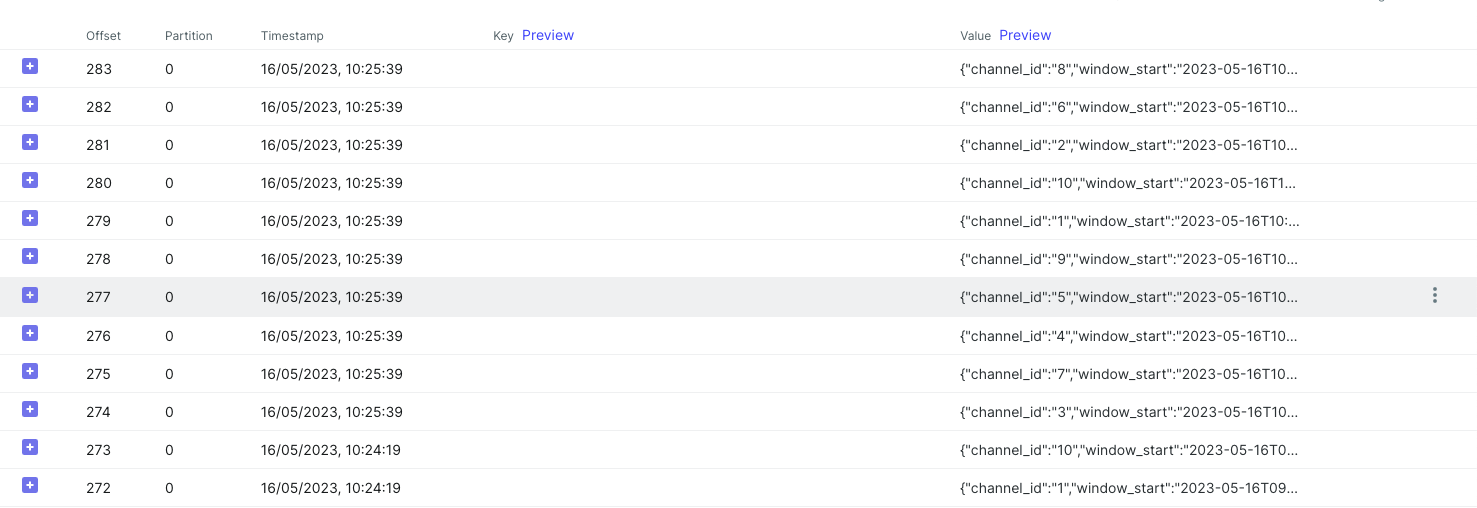 Offset Partition Timestamp Key Preview Value Preview
283 0 16/05/2023, 10:25:39 {"channel_id":"8","window_start":"2023-05-16T10...
282 0 16/05/2023, 10:25:39 {"channel_id":"6","window_start":"2023-05-16T10...
281 0 16/05/2023, 10:25:39 {"channel_id":"2","window_start":"2023-05-16T10...
280 0 16/05/2023, 10:25:39 {"channel_id":"10","window_start":"2023-05-16T1...
279 0 16/05/2023, 10:25:39 {"channel_id":"1","window_start":"2023-05-16T10:...
278 0 16/05/2023, 10:25:39 {"channel_id":"9","window_start":"2023-05-16T10...
277 0 16/05/2023, 10:25:39 {"channel_id":"5","window_start":"2023-05-16T10...
276 0 16/05/2023, 10:25:39 {"channel_id":"4","window_start":"2023-05-16T10...
275 0 16/05/2023, 10:25:39 {"channel_id":"7","window_start":"2023-05-16T10...
274 0 16/05/2023, 10:25:39 {"channel_id":"3","window_start":"2023-05-16T10...
273 0 16/05/2023, 10:24:19 {"channel_id":"10","window_start":"2023-05-16T0...
272 0 16/05/2023, 10:24:19 {"channel_id":"1","window_start":"2023-05-16T09...